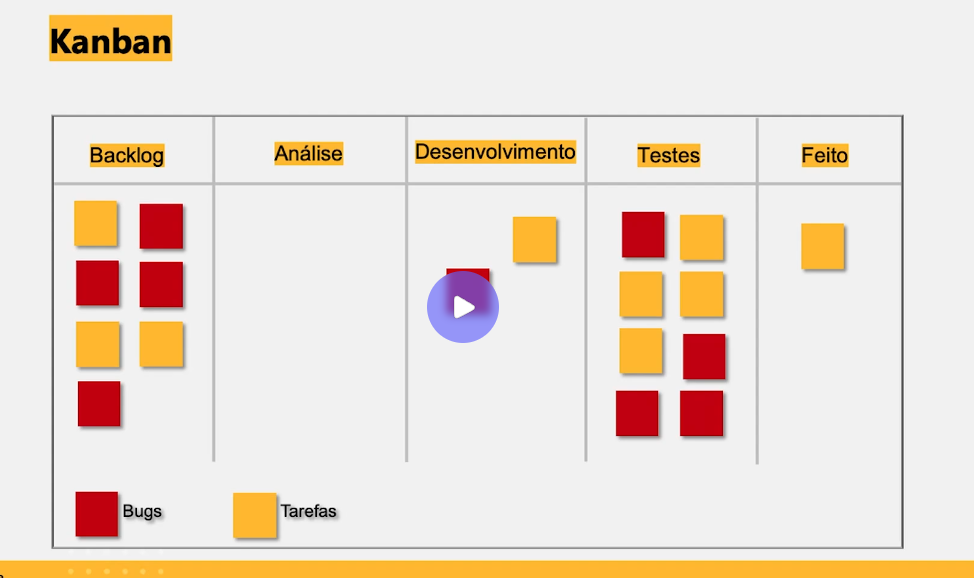 Kanban
Backlog
Análise
Desenvolvimento
Testes
Feito
Bugs
Tarefas